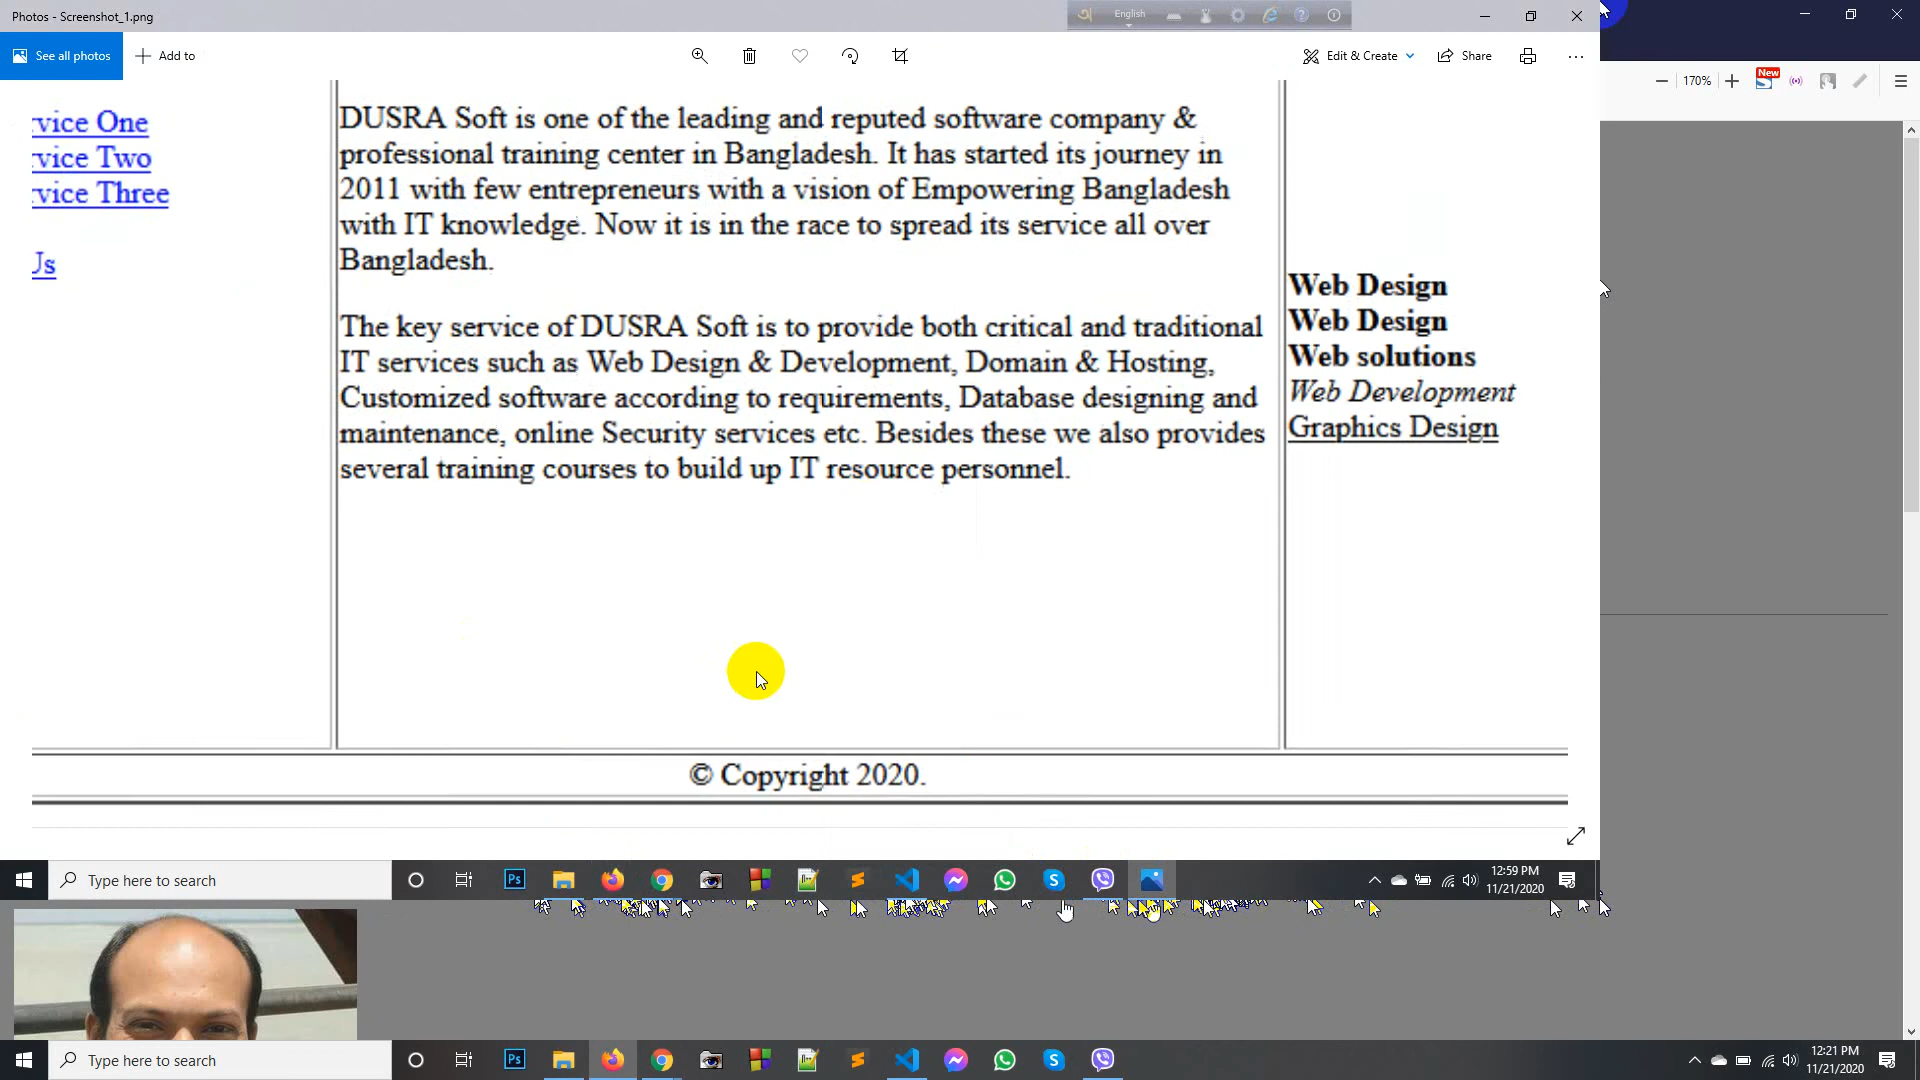 Photos - Screenshot_1.png
English
See all photos
Add to
Edit & Create
Share
170%
New
rvice One
rvice Two
rvice Three
Us
DUSRA Soft is one of the leading and reputed software company &
professional training center in Bangladesh. It has started its journey in
2011 with few entrepreneurs with a vision of Empowering Bangladesh
with IT knowledge. Now it is in the race to spread its service all over
Bangladesh.
The key service of DUSRA Soft is to provide both critical and traditional
IT services such as Web Design & Development, Domain & Hosting,
Customized software according to requirements, Database designing and
maintenance, online Security services etc. Besides these we also provides
several training courses to build up IT resource personnel.
Web Design
Web Design
Web solutions
Web Development
Graphics Design
© Copyright 2020.
Type here to search
Ps
12:59 PM
11/21/2020
Type here to search
Ps
12:21 PM
11/21/2020